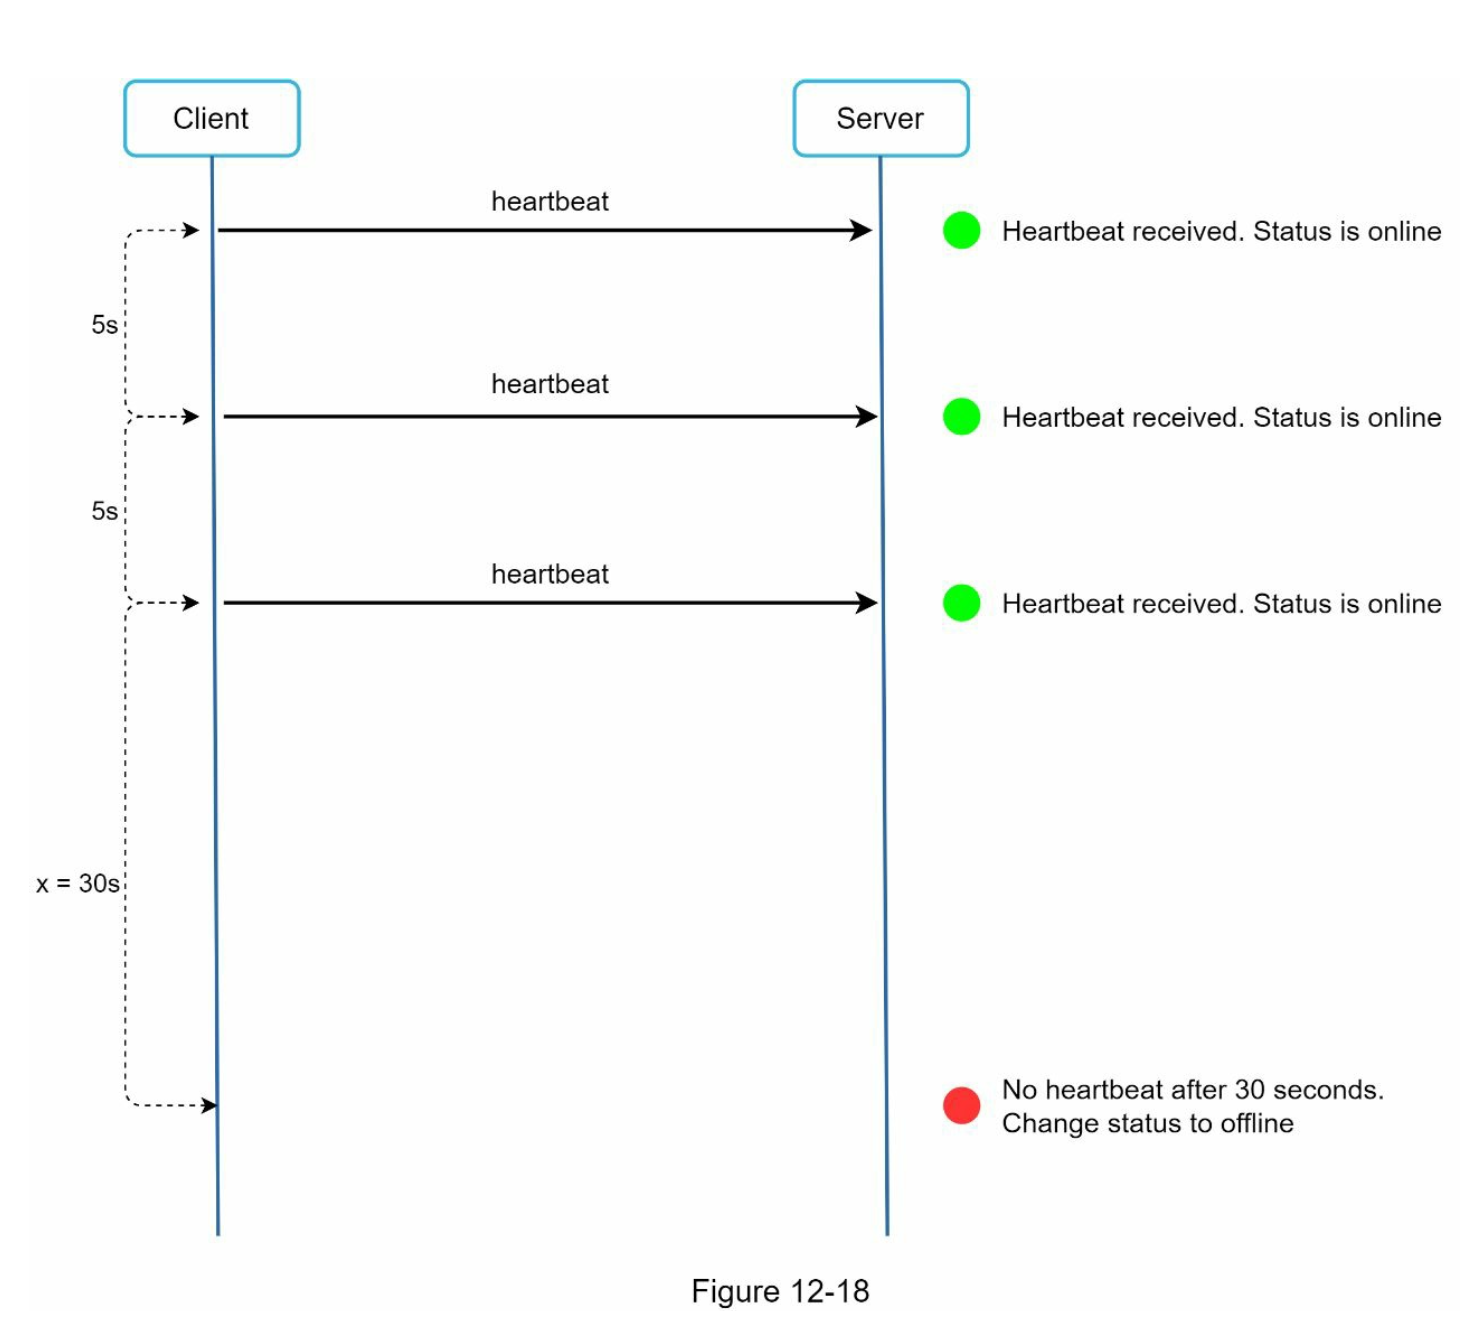 Client
Server
heartbeat
Heartbeat received. Status is online
5s
heartbeat
Heartbeat received. Status is online
5s
heartbeat
Heartbeat received. Status is online
x = 30s
No heartbeat after 30 seconds.
Change status to offline
Figure 12-18